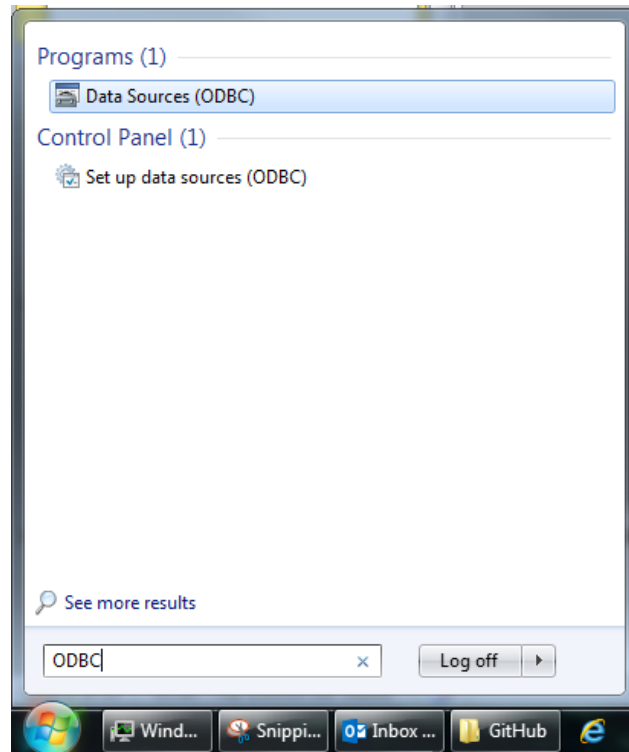 Programs (1)
Data Sources (ODBC)
Control Panel (1)
Set up data sources (ODBC)
See more results
ODBC
Log off
Wind...
Snippi...
Inbox ...
GitHub